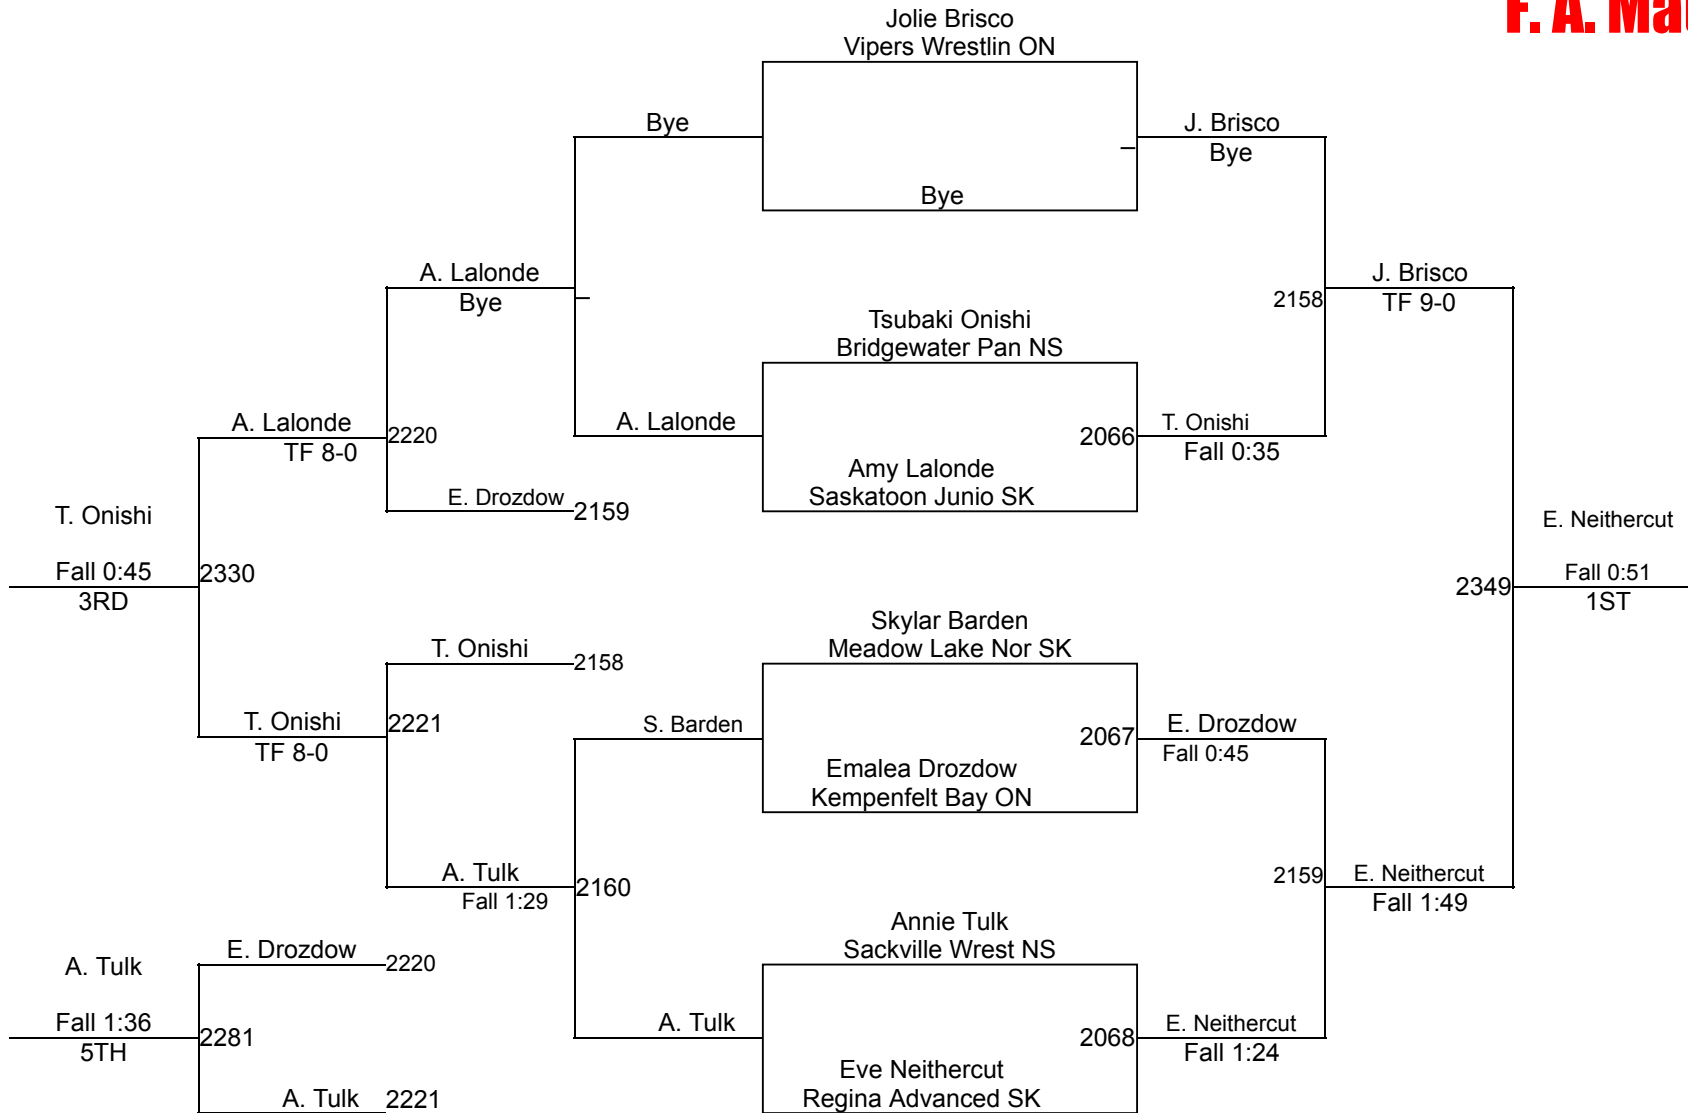 F. A. Ma
Jolie Brisco
Vipers Wrestlin ON
Bye
J. Brisco
Bye
Bye
A. Lalonde
Bye
J. Brisco
TF 9-0
2158
Tsubaki Onishi
Bridgewater Pan NS
A. Lalonde
TF 8-0
2220
A. Lalonde
2066
T. Onishi
Fall 0:35
Amy Lalonde
Saskatoon Junio SK
E. Drozdow
2159
T. Onishi
Fall 0:45
3RD
2330
E. Neithercut
Fall 0:51
1ST
2349
Skylar Barden
Meadow Lake Nor SK
T. Onishi
2158
T. Onishi
TF 8-0
2221
S. Barden
2067
E. Drozdow
Fall 0:45
Emalea Drozdow
Kempenfelt Bay ON
A. Tulk
Fall 1:29
2160
2159
E. Neithercut
Fall 1:49
Annie Tulk
Sackville Wrest NS
E. Drozdow
2220
A. Tulk
Fall 1:36
5TH
2281
A. Tulk
2068
E. Neithercut
Fall 1:24
Eve Neithercut
Regina Advanced SK
A. Tulk
2221